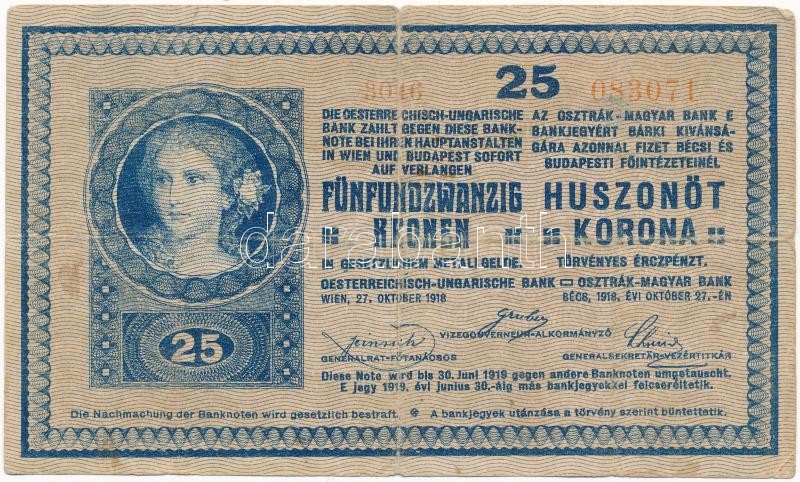 25
3046 083071
DIE OESTERREICHISCH-UNGARISCHE
BANK ZAHLT GEGEN DIESE BANK-
NOTE BEI IHREN HAUPTANSTALTEN
IN WIEN UND BUDAPEST SOFORT
AUF VERLANGEN
FÜNFUNDZWANZIG
KRONEN
IN GESETZLICHEM METALLGELDE.
OESTERREICHISCH-UNGARISCHE BANK
WIEN, 27. OKTOBER 1918
AZ OSZTRÁK-MAGYAR BANK E
BANKJEGYÉRT BÁRKI KIVÁNSÁ-
GÁRA AZONNAL FIZET BÉCSI ÉS
BUDAPESTI FŐINTÉZETEINÉL
HUSZONÖT
KORONA
TÖRVÉNYES ÉRCZPÉNZT.
OSZTRÁK-MAGYAR BANK
BÉCS, 1918. ÉVI OKTÓBER 27.-ÉN
darabanth
25
Gruber
VIZEGOUVERNEUR-ALKORMÁNYZÓ
GENERALRAT-FŐTANÁCSOS
GENERALSEKRETÄR-VEZÉRTITKÁR
Diese Note wird bis 30. Juni 1919 gegen andere Banknoten umgetauscht.
E jegy 1919. évi junius 30.-áig más bankjegyekkel felcseréltetik.
Die Nachmachung der Banknoten wird gesetzlich bestraft. A bankjegyek utánzása a törvény szerint büntettetik.